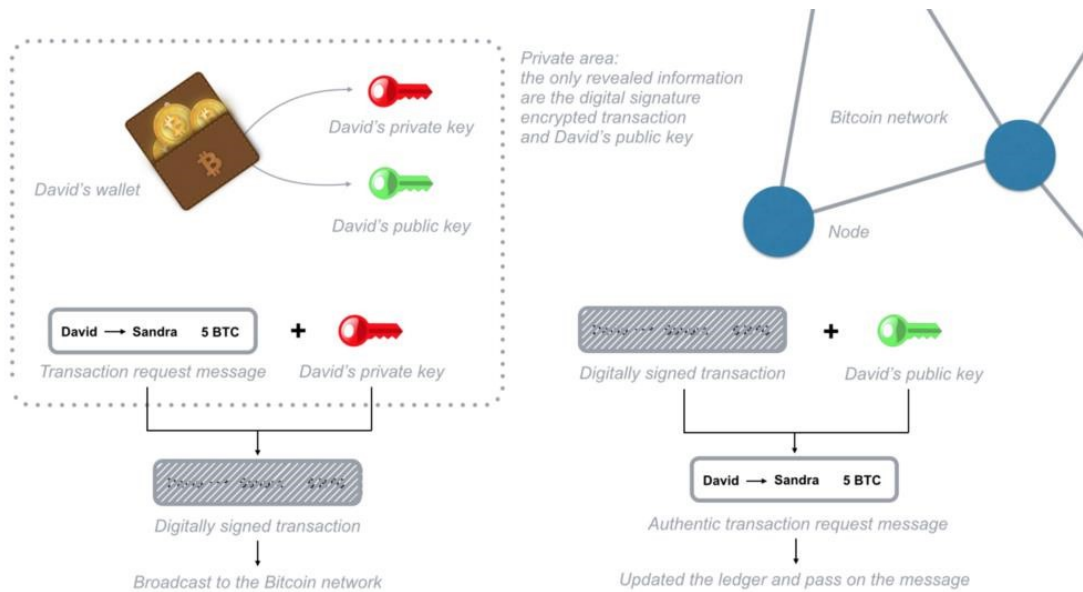 David's private key
David's public key
David's wallet
Private area:
the only revealed information
are the digital signature
encrypted transaction
and David's public key
Bitcoin network
Node
David → Sandra 5 BTC
+
Transaction request message
David's private key
Digitally signed transaction
Broadcast to the Bitcoin network
+
Digitally signed transaction
David's public key
David → Sandra 5 BTC
Authentic transaction request message
Updated the ledger and pass on the message